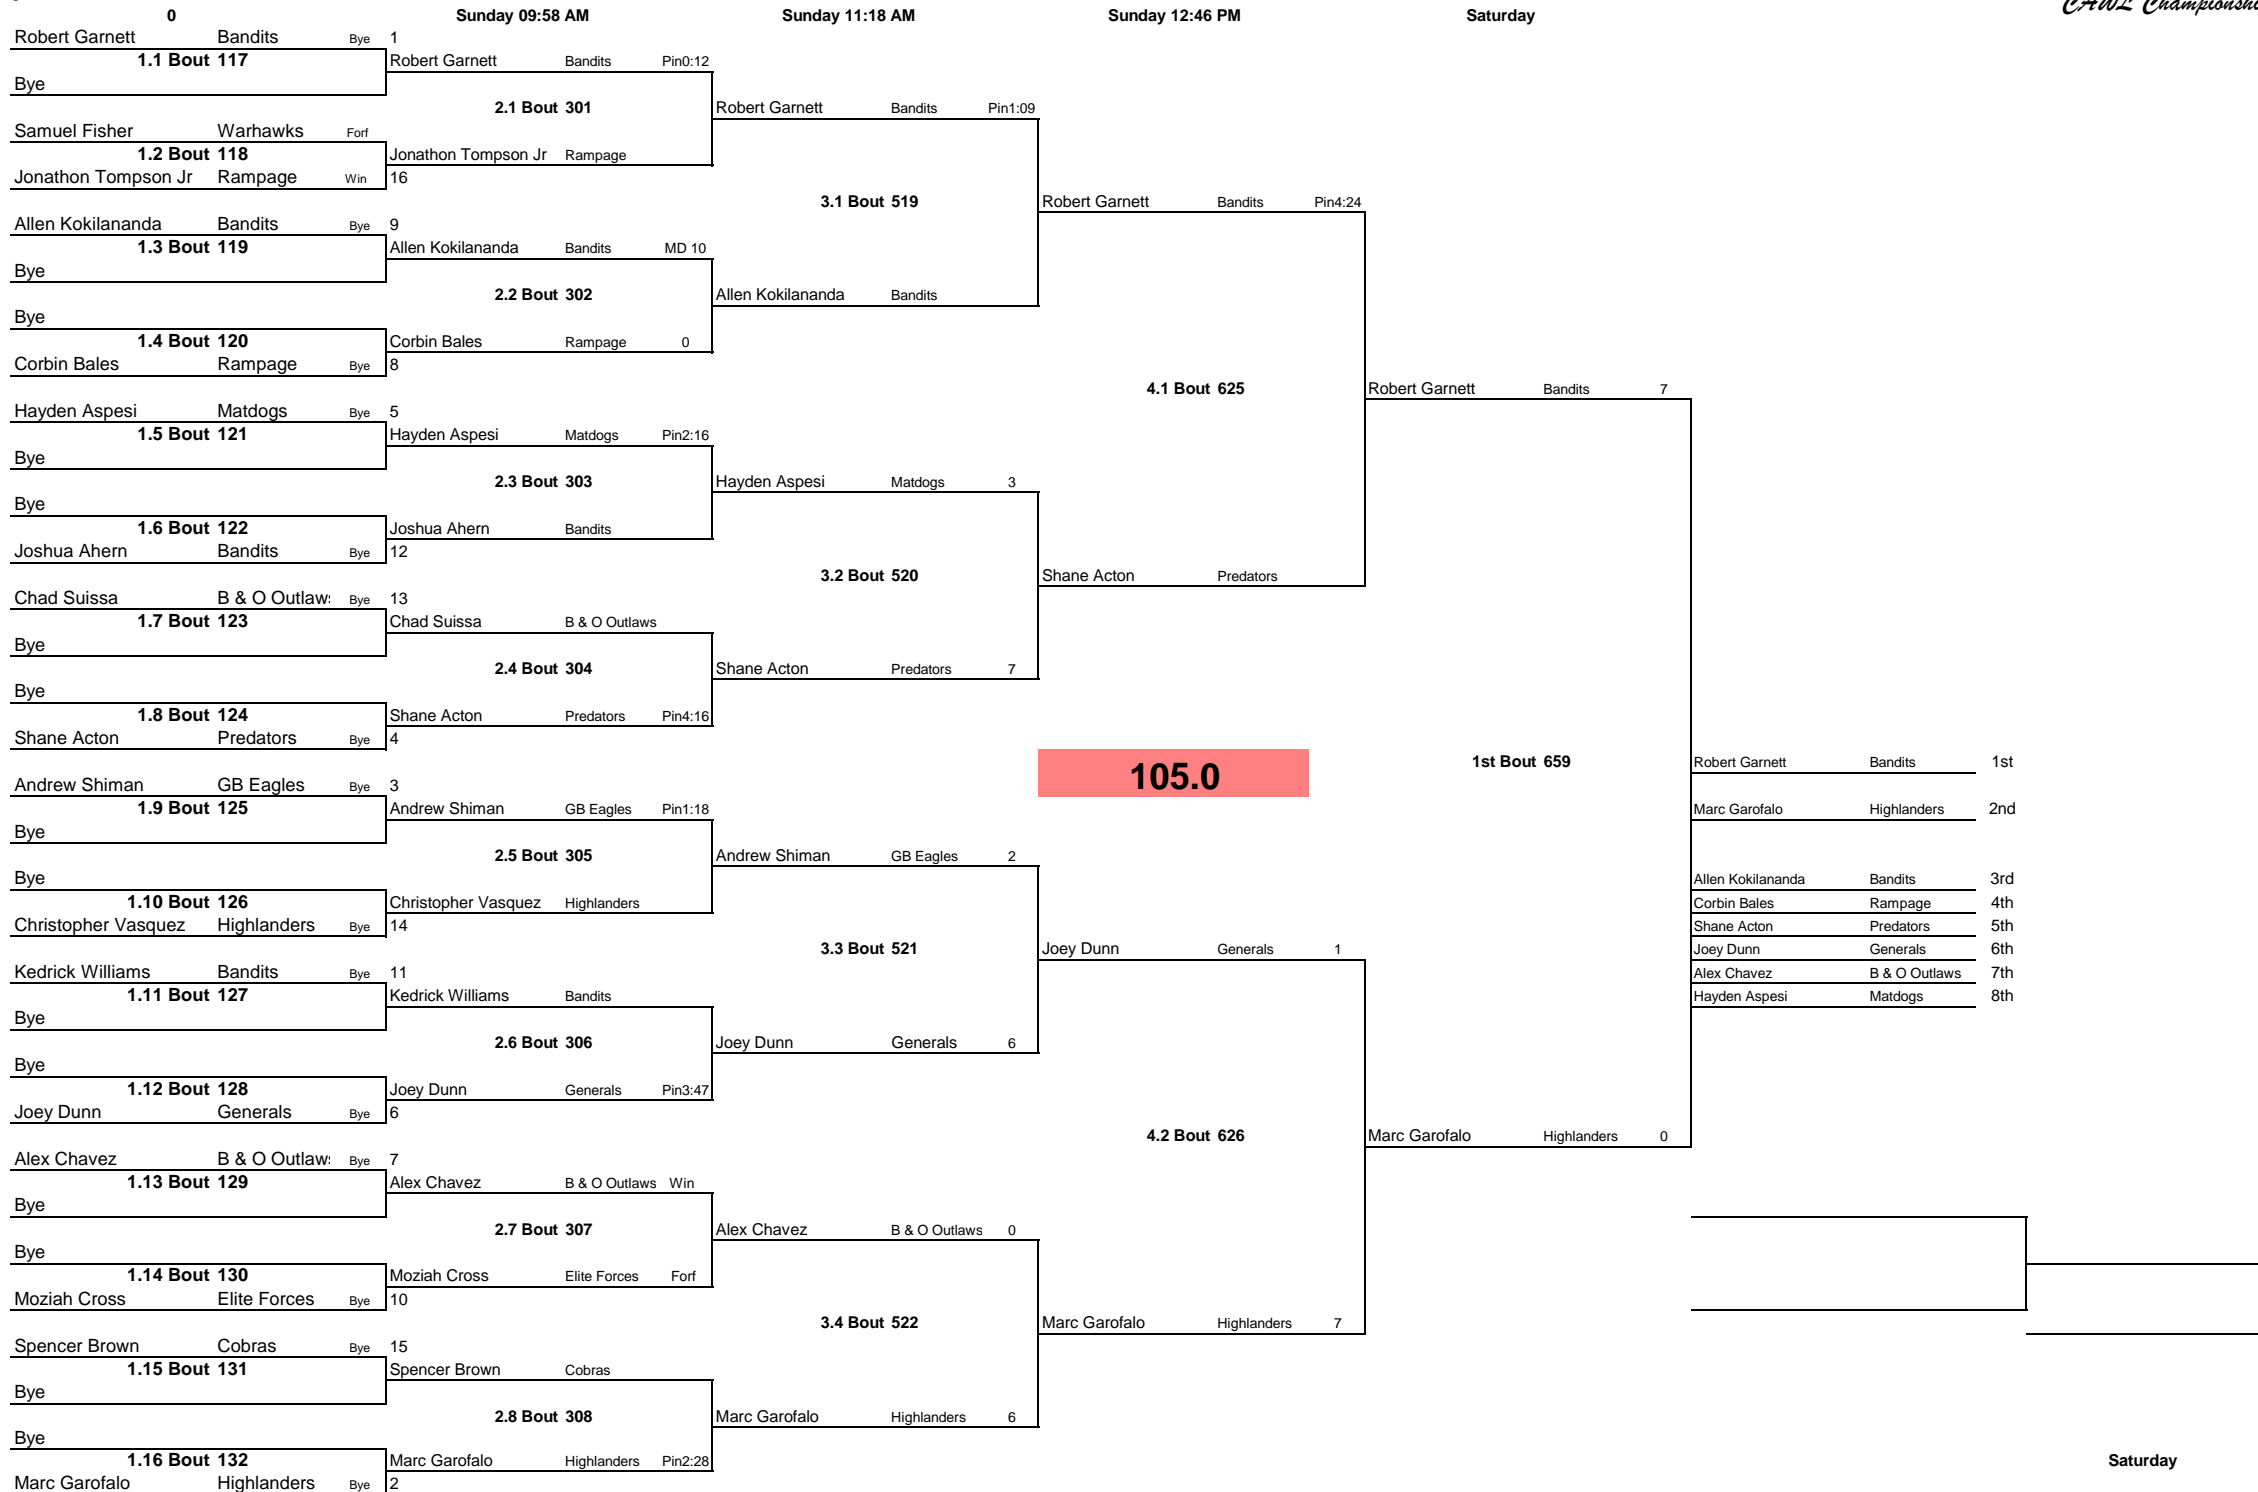 0 Sunday 09:58 AM Sunday 11:18 AM Sunday 12:46 PM Saturday
Robert Garnett Bandits Bye 1
1.1 Bout 117 Robert Garnett Bandits Pin0:12
Bye
2.1 Bout 301 Robert Garnett Bandits Pin1:09
Samuel Fisher Warhawks Forf
1.2 Bout 118 Jonathon Tompson Jr Rampage
Jonathon Tompson Jr Rampage Win 16
3.1 Bout 519 Robert Garnett Bandits Pin4:24
Allen Kokilananda Bandits Bye 9
1.3 Bout 119 Allen Kokilananda Bandits MD 10
Bye
2.2 Bout 302 Allen Kokilananda Bandits
Bye
1.4 Bout 120 Corbin Bales Rampage 0
Corbin Bales Rampage Bye 8
4.1 Bout 625 Robert Garnett Bandits 7
Hayden Aspesi Matdogs Bye 5
1.5 Bout 121 Hayden Aspesi Matdogs Pin2:16
Bye
2.3 Bout 303 Hayden Aspesi Matdogs 3
Bye
1.6 Bout 122 Joshua Ahern Bandits
Joshua Ahern Bandits Bye 12
3.2 Bout 520 Shane Acton Predators
Chad Suissa B & O Outlaws Bye 13
1.7 Bout 123 Chad Suissa B & O Outlaws
Bye
2.4 Bout 304 Shane Acton Predators 7
Bye
1.8 Bout 124 Shane Acton Predators Pin4:16
Shane Acton Predators Bye 4
105.0 1st Bout 659 Robert Garnett Bandits 1st
Andrew Shiman GB Eagles Bye 3
1.9 Bout 125 Andrew Shiman GB Eagles Pin1:18 Marc Garofalo Highlanders 2nd
Bye
2.5 Bout 305 Andrew Shiman GB Eagles 2
Bye Allen Kokilananda Bandits 3rd
1.10 Bout 126 Christopher Vasquez Highlanders Corbin Bales Rampage 4th
Christopher Vasquez Highlanders Bye 14 Shane Acton Predators 5th
3.3 Bout 521 Joey Dunn Generals 1 Joey Dunn Generals 6th
Kedrick Williams Bandits Bye 11 Alex Chavez B & O Outlaws 7th
1.11 Bout 127 Kedrick Williams Bandits Hayden Aspesi Matdogs 8th
Bye
2.6 Bout 306 Joey Dunn Generals 6
Bye
1.12 Bout 128 Joey Dunn Generals Pin3:47
Joey Dunn Generals Bye 6
4.2 Bout 626 Marc Garofalo Highlanders 0
Alex Chavez B & O Outlaws Bye 7
1.13 Bout 129 Alex Chavez B & O Outlaws Win
Bye
2.7 Bout 307 Alex Chavez B & O Outlaws 0
Bye
1.14 Bout 130 Moziah Cross Elite Forces Forf
Moziah Cross Elite Forces Bye 10
3.4 Bout 522 Marc Garofalo Highlanders 7
Spencer Brown Cobras Bye 15
1.15 Bout 131 Spencer Brown Cobras
Bye
2.8 Bout 308 Marc Garofalo Highlanders 6
Bye
1.16 Bout 132 Marc Garofalo Highlanders Pin2:28 Saturday
Marc Garofalo Highlanders Bye 2